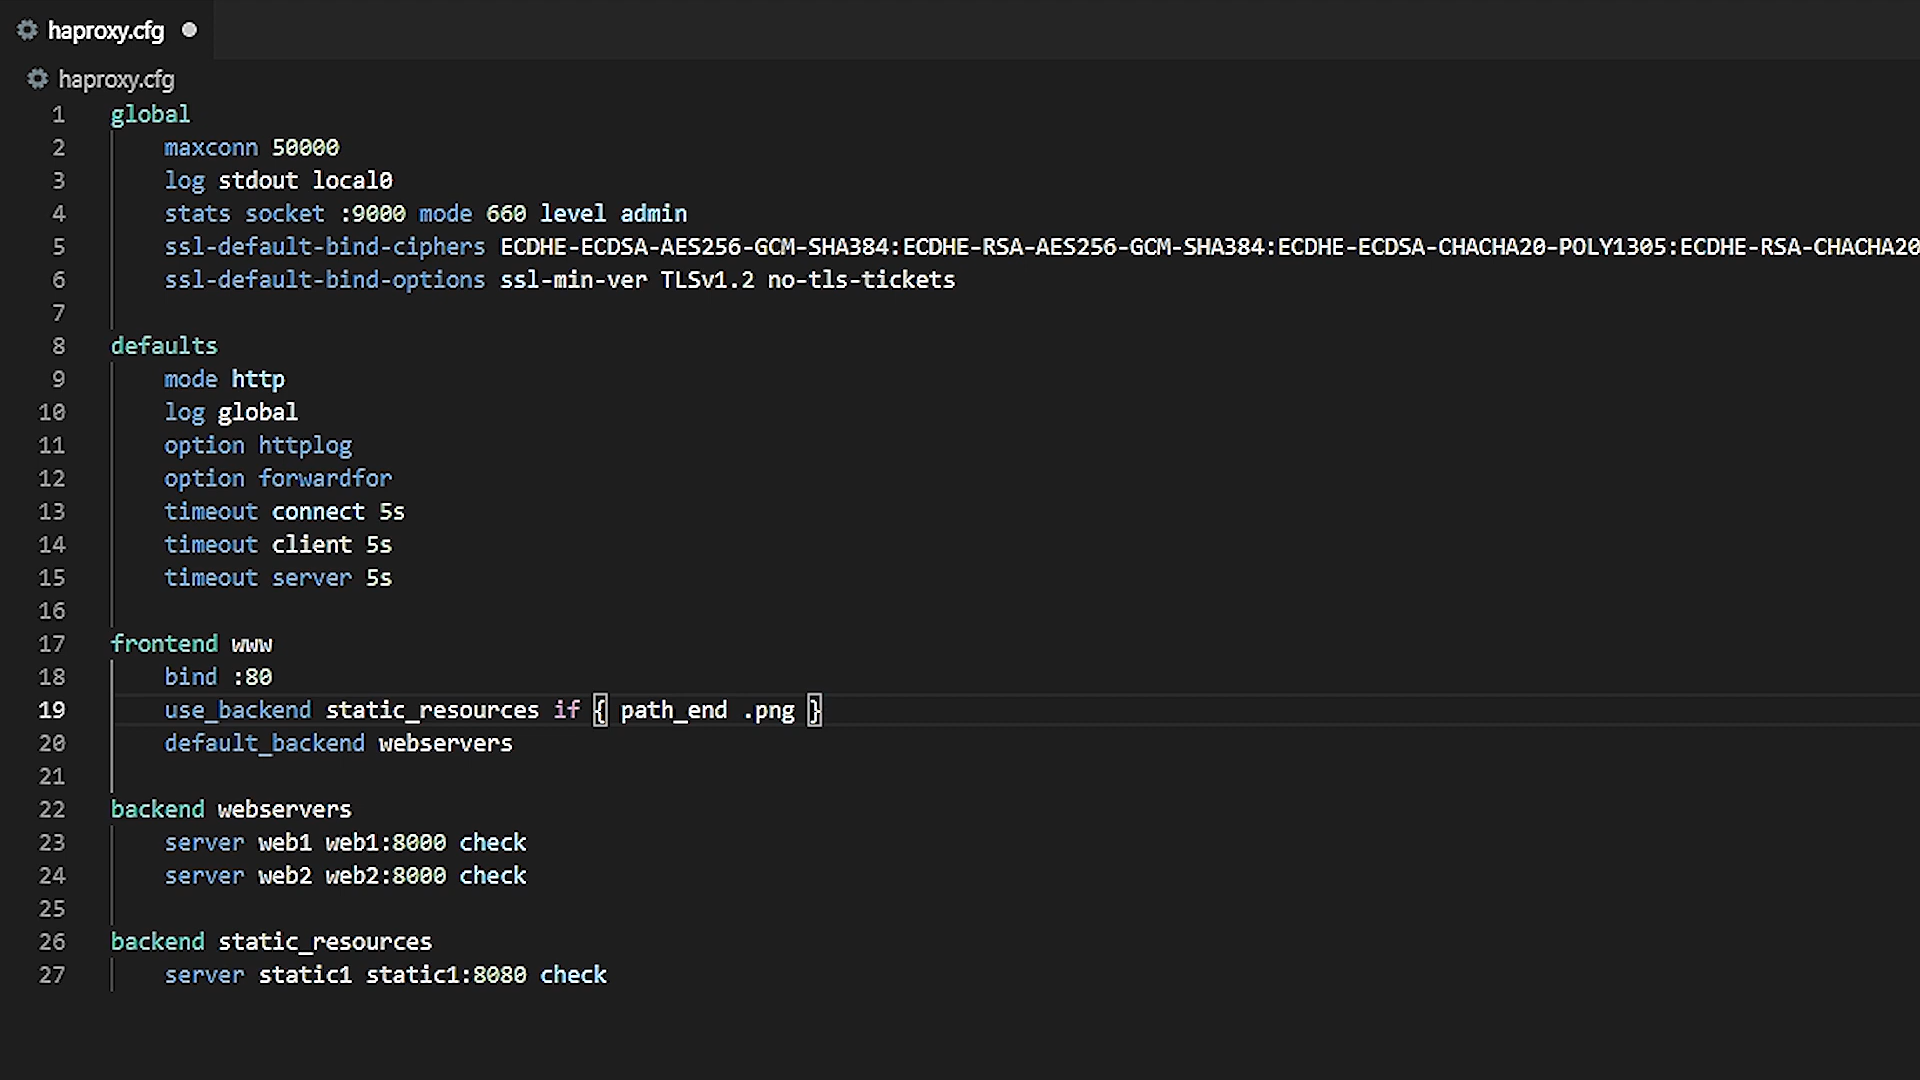 haproxy.cfg
haproxy.cfg
1 global
2 maxconn 50000
3 log stdout local0
4 stats socket :9000 mode 660 level admin
5 ssl-default-bind-ciphers ECDHE-ECDSA-AES256-GCM-SHA384:ECDHE-RSA-AES256-GCM-SHA384:ECDHE-ECDSA-CHACHA20-POLY1305:ECDHE-RSA-CHACHA20
6 ssl-default-bind-options ssl-min-ver TLSv1.2 no-tls-tickets
7
8 defaults
9 mode http
10 log global
11 option httplog
12 option forwardfor
13 timeout connect 5s
14 timeout client 5s
15 timeout server 5s
16
17 frontend www
18 bind :80
19 use_backend static_resources if { path_end .png }
20 default_backend webservers
21
22 backend webservers
23 server web1 web1:8000 check
24 server web2 web2:8000 check
25
26 backend static_resources
27 server static1 static1:8080 check